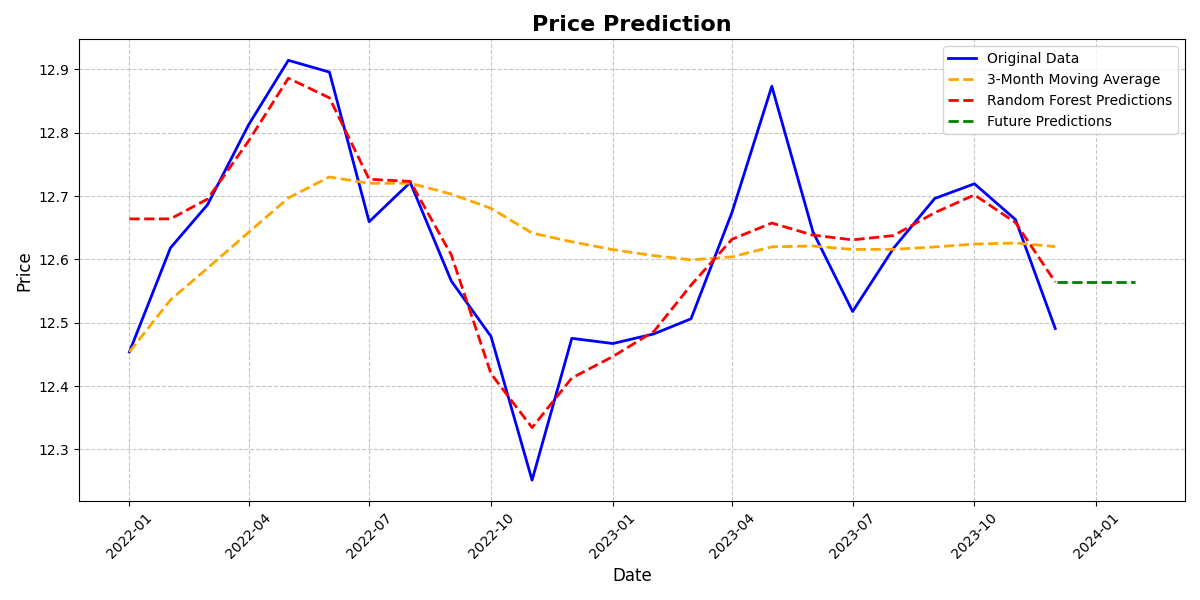 Price Prediction
Original Data
3-Month Moving Average
Random Forest Predictions
Future Predictions
Price
12.9
12.8
12.7
12.6
12.5
12.4
12.3
2022-01
2022-04
2022-07
2022-10
2023-01
2023-04
2023-07
2023-10
2024-01
Date